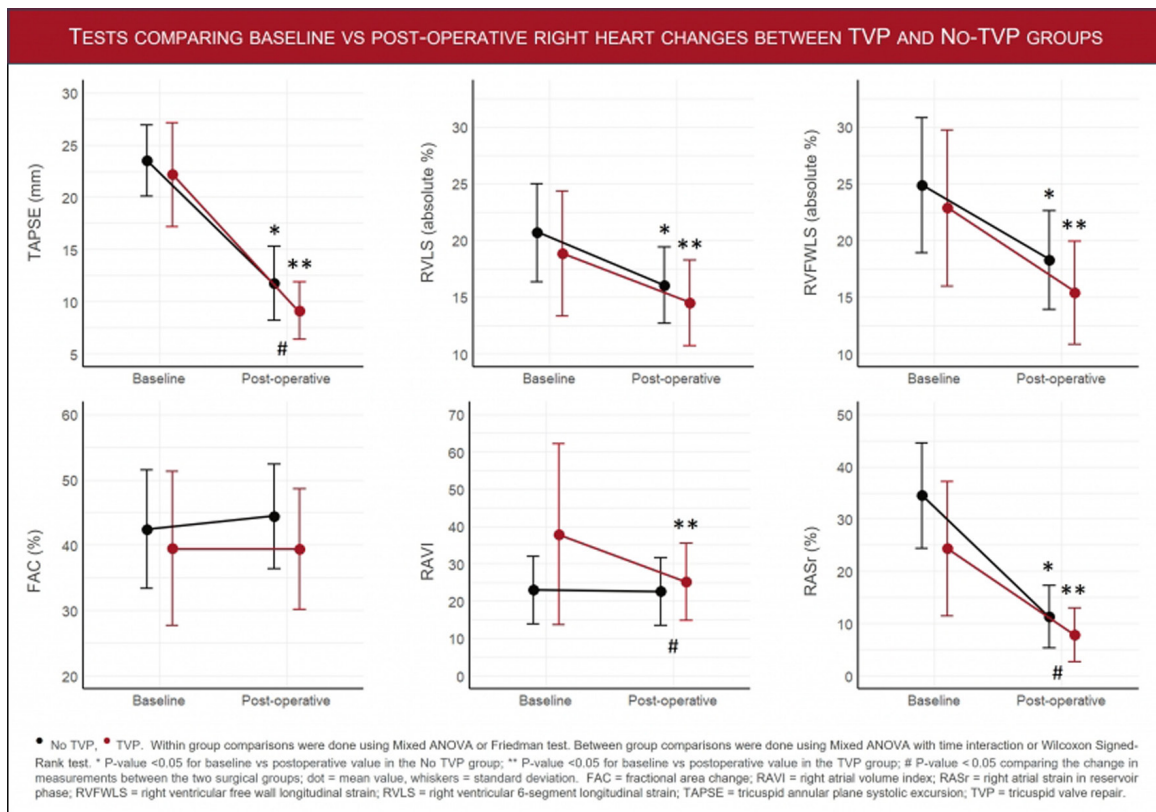 TESTS COMPARING BASELINE VS POST-OPERATIVE RIGHT HEART CHANGES BETWEEN TVP AND NO-TVP GROUPS
TAPSE (mm)
30
25
20
15
10
5
*
**
#
Baseline
Post-operative
RVLS (absolute %)
30
25
20
15
10
*
**
Baseline
Post-operative
RVFWLS (absolute %)
30
25
20
15
10
*
**
Baseline
Post-operative
FAC (%)
60
50
40
30
20
Baseline
Post-operative
RAVI
70
60
50
40
30
20
10
0
**
#
Baseline
Post-operative
RASr (%)
50
40
30
20
10
0
*
**
#
Baseline
Post-operative
● No TVP, ● TVP. Within group comparisons were done using Mixed ANOVA or Friedman test. Between group comparisons were done using Mixed ANOVA with time interaction or Wilcoxon Signed-
Rank test. * P-value <0.05 for baseline vs postoperative value in the No TVP group; ** P-value <0.05 for baseline vs postoperative value in the TVP group; # P-value < 0.05 comparing the change in
measurements between the two surgical groups; dot = mean value, whiskers = standard deviation. FAC = fractional area change; RAVI = right atrial volume index; RASr = right atrial strain in reservoir
phase; RVFWLS = right ventricular free wall longitudinal strain; RVLS = right ventricular 6-segment longitudinal strain; TAPSE = tricuspid annular plane systolic excursion; TVP = tricuspid valve repair.